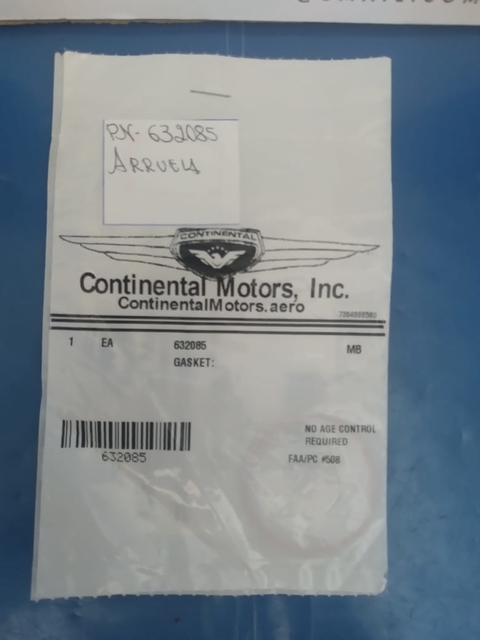 PN- 632085
ARRUELA
CONTINENTAL
Continental Motors, Inc.
ContinentalMotors.aero
1 EA 632085 MB
GASKET:
NO AGE CONTROL
REQUIRED
632085
FAA/PC #508